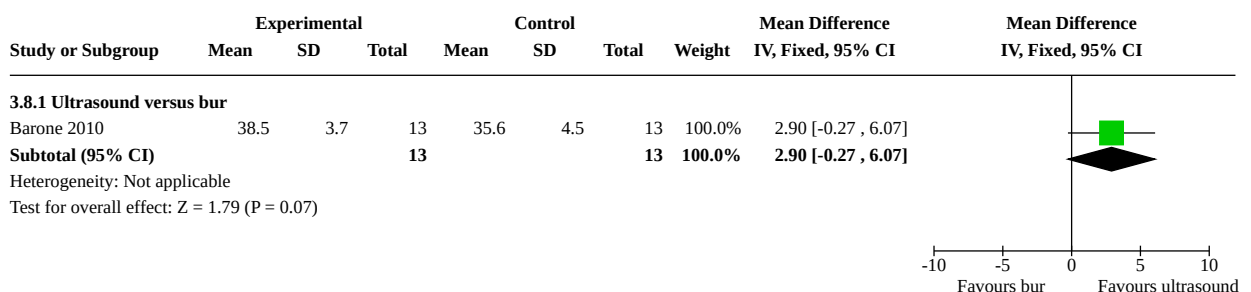 Experimental Control Mean Difference Mean Difference
Study or Subgroup Mean SD Total Mean SD Total Weight IV, Fixed, 95% CI IV, Fixed, 95% CI
3.8.1 Ultrasound versus bur
Barone 2010 38.5 3.7 13 35.6 4.5 13 100.0% 2.90 [-0.27 , 6.07]
Subtotal (95% CI) 13 13 100.0% 2.90 [-0.27 , 6.07]
Heterogeneity: Not applicable
Test for overall effect: Z = 1.79 (P = 0.07)
-10 -5 0 5 10
Favours bur Favours ultrasound